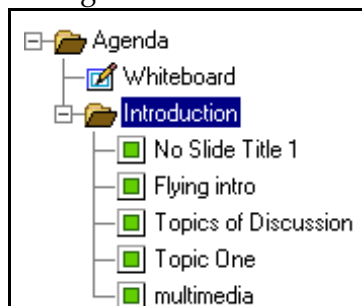 Agenda
Whiteboard
Introduction
No Slide Title 1
Flying intro
Topics of Discussion
Topic One
multimedia